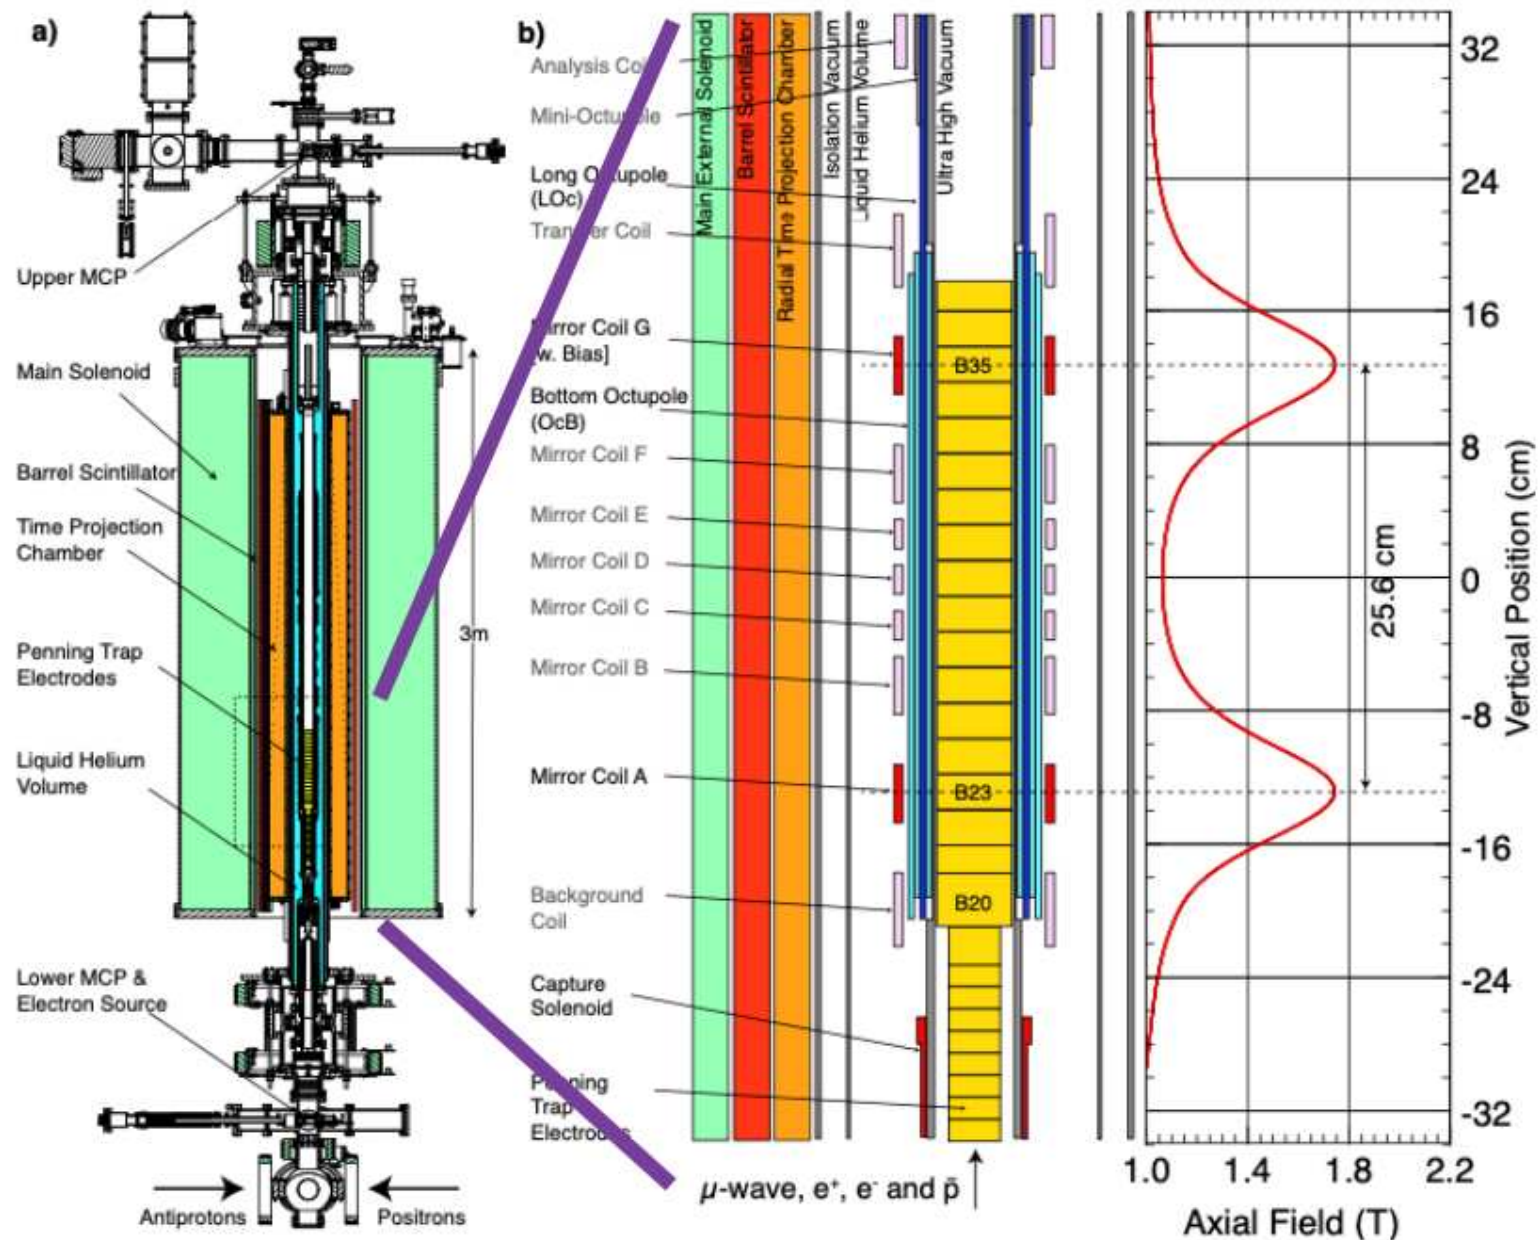 a)
Upper MCP
Main Solenoid
Barrel Scintillator
Time Projection
Chamber
3m
Penning Trap
Electrodes
Liquid Helium
Volume
Lower MCP &
Electron Source
Antiprotons
Positrons
b)
Analysis
Mini-Octupole
Long Octupole
(LOc)
Transfer Coil
Mirror Coil G
[w. Bias]
Bottom Octupole
(OcB)
Mirror Coil F
Mirror Coil E
Mirror Coil D
Mirror Coil C
Mirror Coil B
Mirror Coil A
Background
Coil
Capture
Solenoid
Penning
Trap
Electrodes
Main External Solenoid
Barrel Scintillator
Radial Time Projection Chamber
Isolation Vacuum
Liquid Helium Volume
Ultra High Vacuum
B35
B23
B20
µ-wave, e⁺, e⁻ and p̄
25.6 cm
32
24
16
8
0
-8
-16
-24
-32
Vertical Position (cm)
1.0 1.4 1.8 2.2
Axial Field (T)